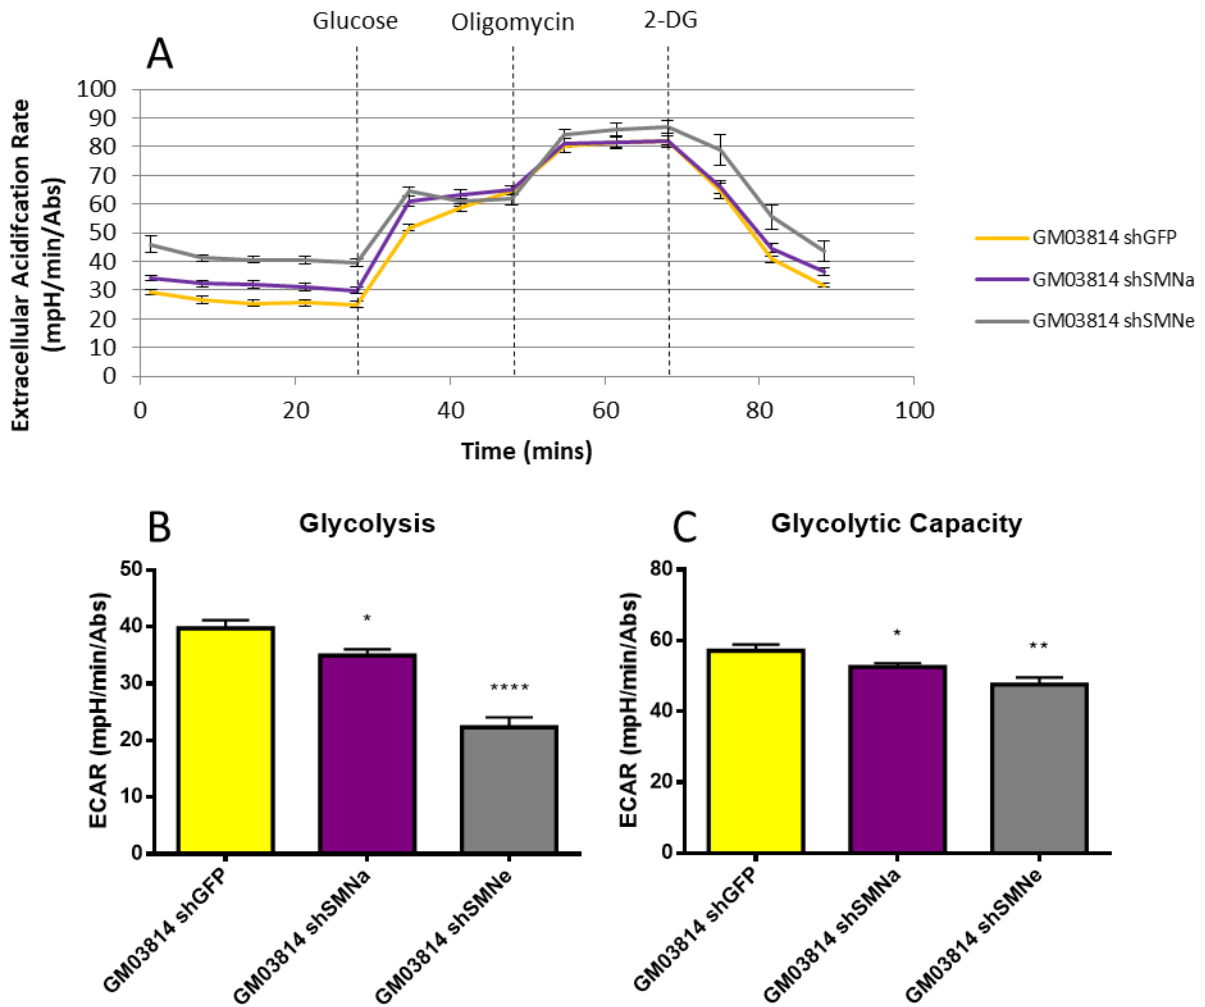 Glucose Oligomycin 2-DG
A
Extracellular Acidifcation Rate
(mpH/min/Abs)
100
90
80
70
60
50
40
30
20
10
0
0 20 40 60 80 100
Time (mins)
GM03814 shGFP
GM03814 shSMNa
GM03814 shSMNe
B Glycolysis
ECAR (mpH/min/Abs)
50
40
30
20
10
0
*
****
GM03814 shGFP
GM03814 shSMNa
GM03814 shSMNe
C Glycolytic Capacity
ECAR (mpH/min/Abs)
80
60
40
20
0
*
**
GM03814 shGFP
GM03814 shSMNa
GM03814 shSMNe